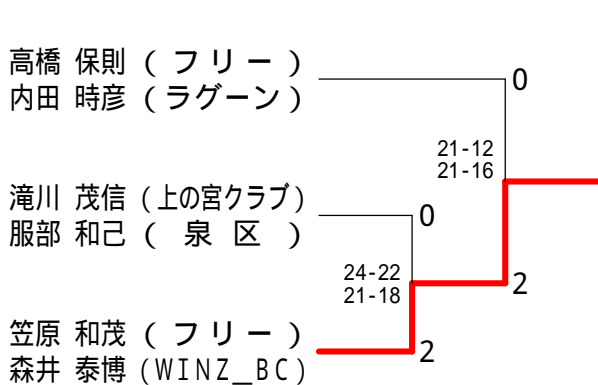 高橋 保則 ( フリー )
内田 時彦 (ラグーン)
0
21-12
21-16
滝川 茂信 (上の宮クラブ)
服部 和己 ( 泉 区 )
0
24-22
21-18
2
笠原 和茂 ( フリー )
森井 泰博 (WINZ_BC)
2